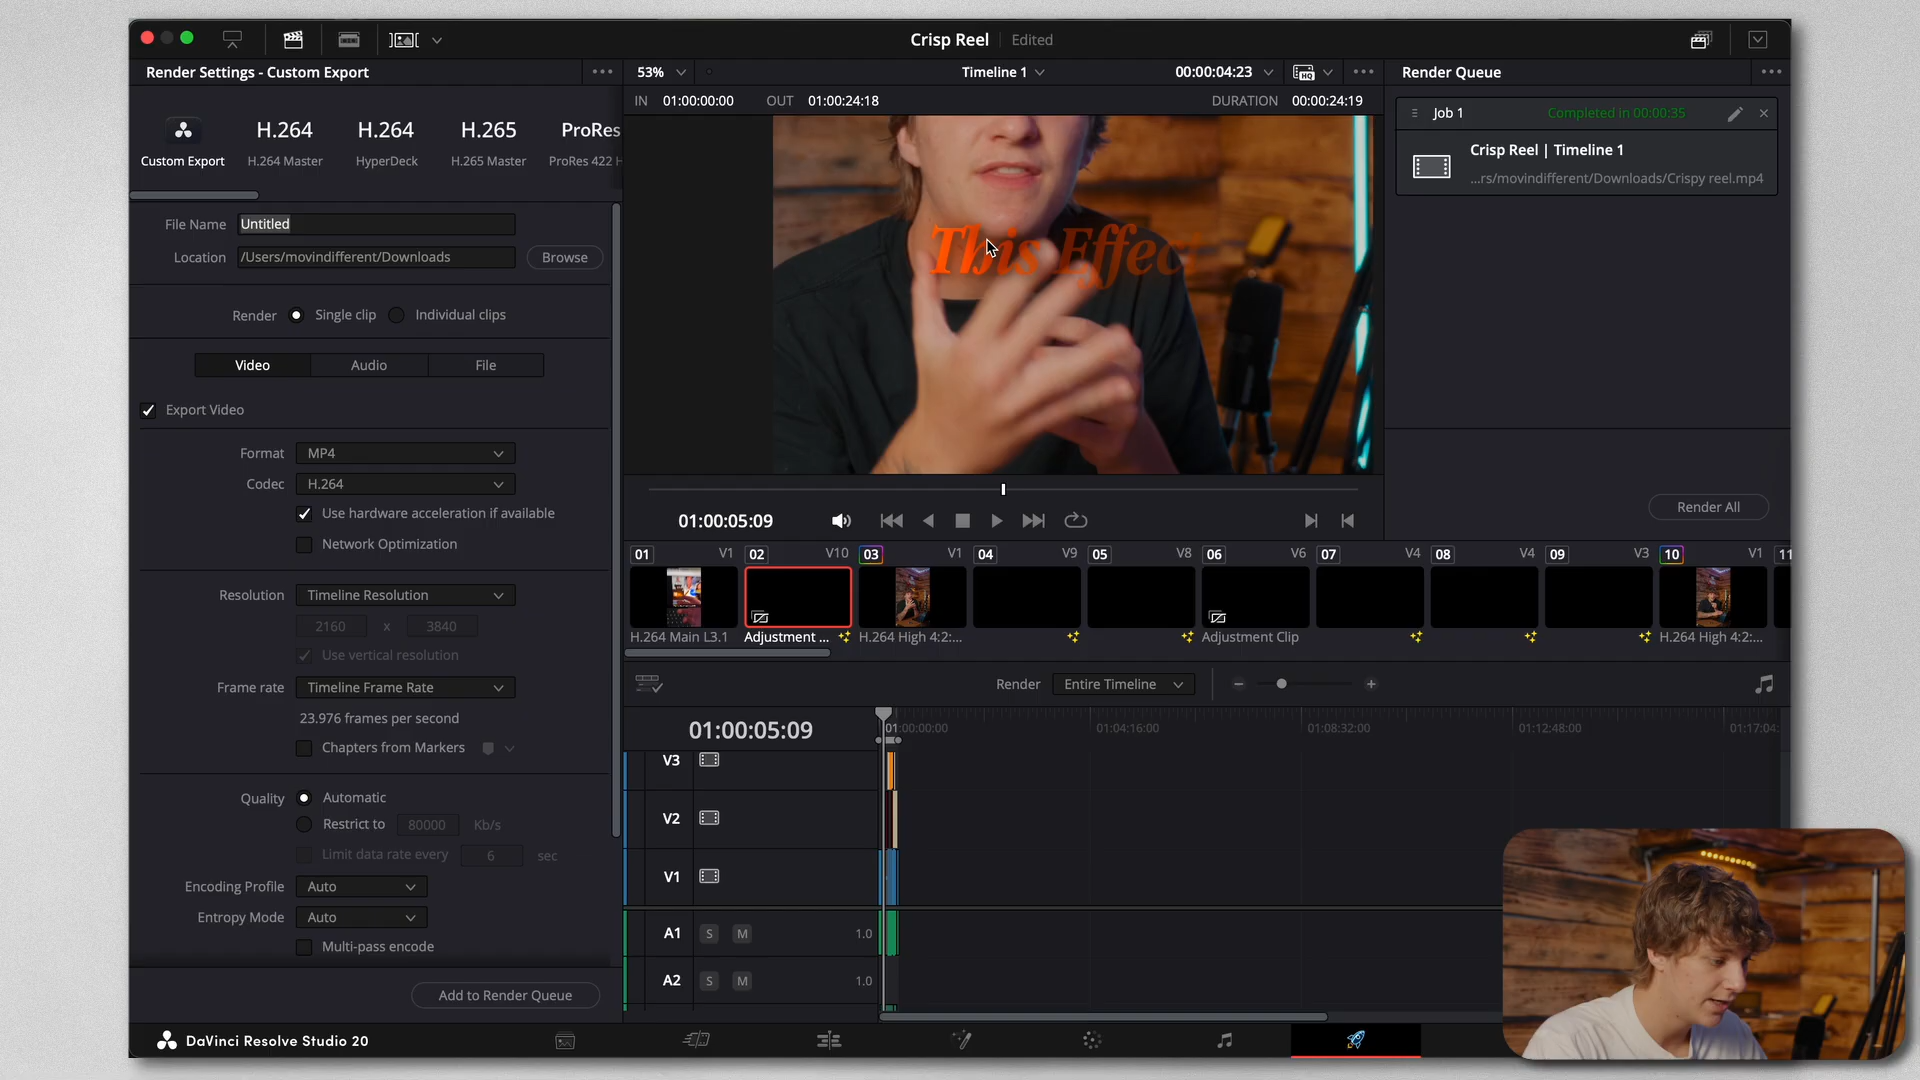 Crisp Reel
Edited
Render Settings - Custom Export
53%
Timeline 1
00:00:04:23
HQ
Render Queue
IN 01:00:00:00 OUT 01:00:24:18
DURATION 00:00:24:19
Job 1
Completed in 00:00:35
H.264
H.264
H.265
ProRes
Custom Export
H.264 Master
HyperDeck
H.265 Master
ProRes 422 H
Crisp Reel | Timeline 1
...rs/movindifferent/Downloads/Crispy reel.mp4
File Name Untitled
Location /Users/movindifferent/Downloads Browse
This Effect
Render Single clip Individual clips
Video Audio File
Export Video
Format MP4
Codec H.264
Use hardware acceleration if available
Network Optimization
Resolution Timeline Resolution
2160 x 3840
Use vertical resolution
Frame rate Timeline Frame Rate
23.976 frames per second
Chapters from Markers
Quality Automatic
Restrict to 80000 Kb/s
Limit data rate every 6 sec
Encoding Profile Auto
Entropy Mode Auto
Multi-pass encode
Add to Render Queue
Render All
01:00:05:09
01 V1 02 V10 03 V1 04 V9 05 V8 06 V6 07 V4 08 V4 09 V3 10 V1 11
H.264 Main L3.1
Adjustment ...
H.264 High 4:2:...
Adjustment Clip
H.264 High 4:2:...
Render Entire Timeline
01:00:05:09
01:00:00:00
01:04:16:00
01:08:32:00
01:12:48:00
01:17:04:
V3
V2
V1
A1 S M 1.0
A2 S M 1.0
DaVinci Resolve Studio 20